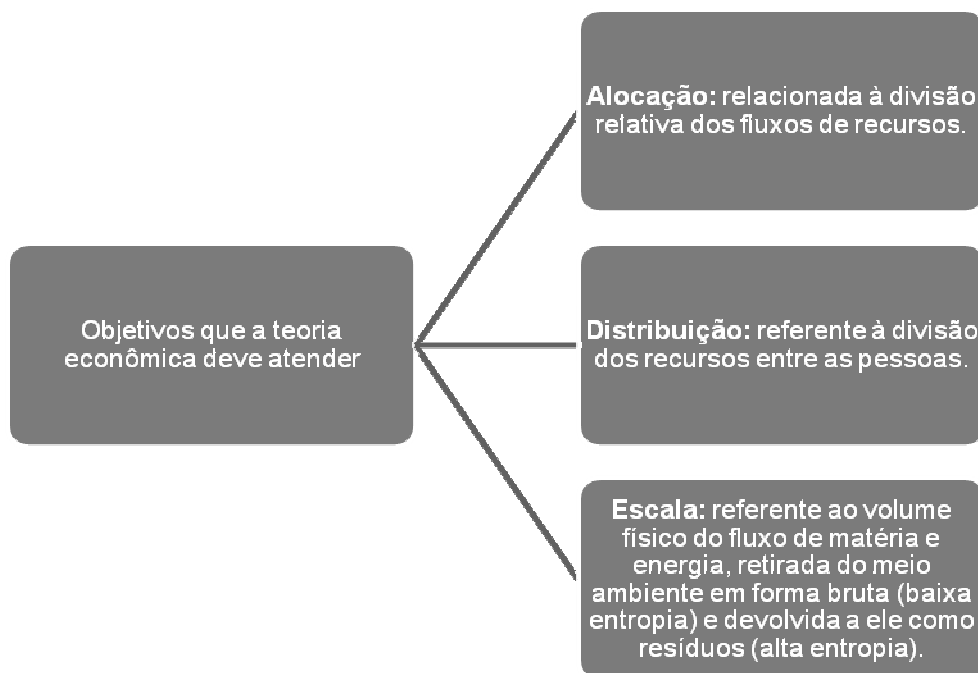 Alocação: relacionada à divisão
relativa dos fluxos de recursos.
Objetivos que a teoria
econômica deve atender
Distribuição: referente à divisão
dos recursos entre as pessoas.
Escala: referente ao volume
físico do fluxo de matéria e
energia, retirada do meio
ambiente em forma bruta (baixa
entropia) e devolvida a ele como
resíduos (alta entropia).